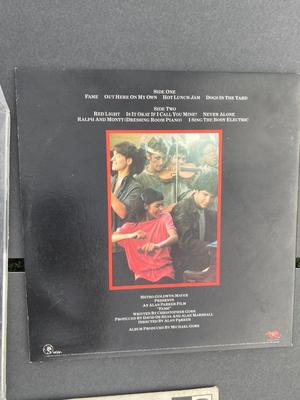 SIDE ONE
FAME OUT HERE ON MY OWN HOT LUNCH JAM DOGS IN THE YARD
SIDE TWO
RED LIGHT IS IT OKAY IF I CALL YOU MINE? NEVER ALONE
RALPH AND MONTY (DRESSING ROOM PIANO) I SING THE BODY ELECTRIC
METRO GOLDWYN MAYER
PRESENTS
AN ALAN PARKER FILM
"FAME"
WRITTEN BY CHRISTOPHER GORE
PRODUCED BY DAVID DE SILVA AND ALAN MARSHALL
DIRECTED BY ALAN PARKER
ALBUM PRODUCED BY MICHAEL GORE
MGM